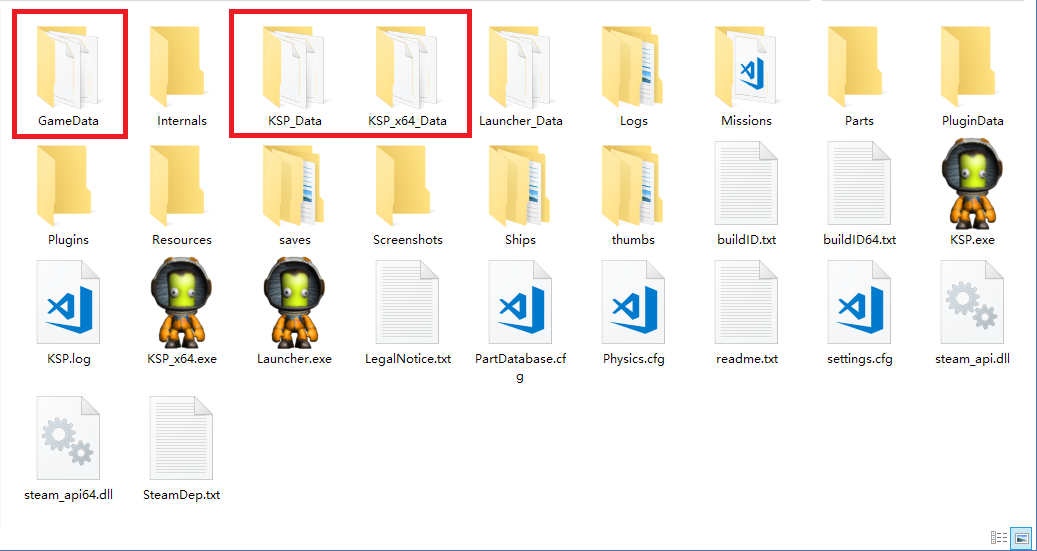 GameData
Internals
KSP_Data
KSP_x64_Data
Launcher_Data
Logs
Missions
Parts
PluginData
Plugins
Resources
saves
Screenshots
Ships
thumbs
buildID.txt
buildID64.txt
KSP.exe
KSP.log
KSP_x64.exe
Launcher.exe
LegalNotice.txt
PartDatabase.cf
g
Physics.cfg
readme.txt
settings.cfg
steam_api.dll
steam_api64.dll
SteamDep.txt